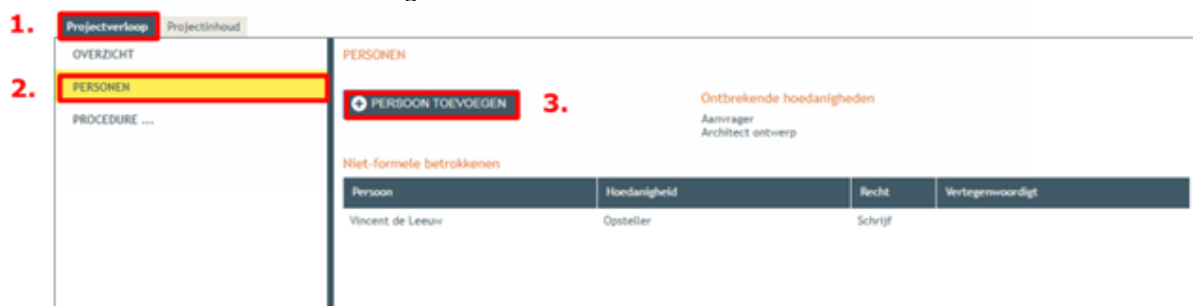 1. Projectverloop Projectinhoud
OVERZICHT
2. PERSONEN
PROCEDURE ...
PERSONEN
PERSOON TOEVOEGEN 3.
Ontbrekende hoedanigheden
Aanvrager
Architect ontwerp
Niet-formele betrokkenen
Persoon Hoedanigheid Recht Vertegenwoordigt
Vincent de Leeuw Opsteller Schrijf